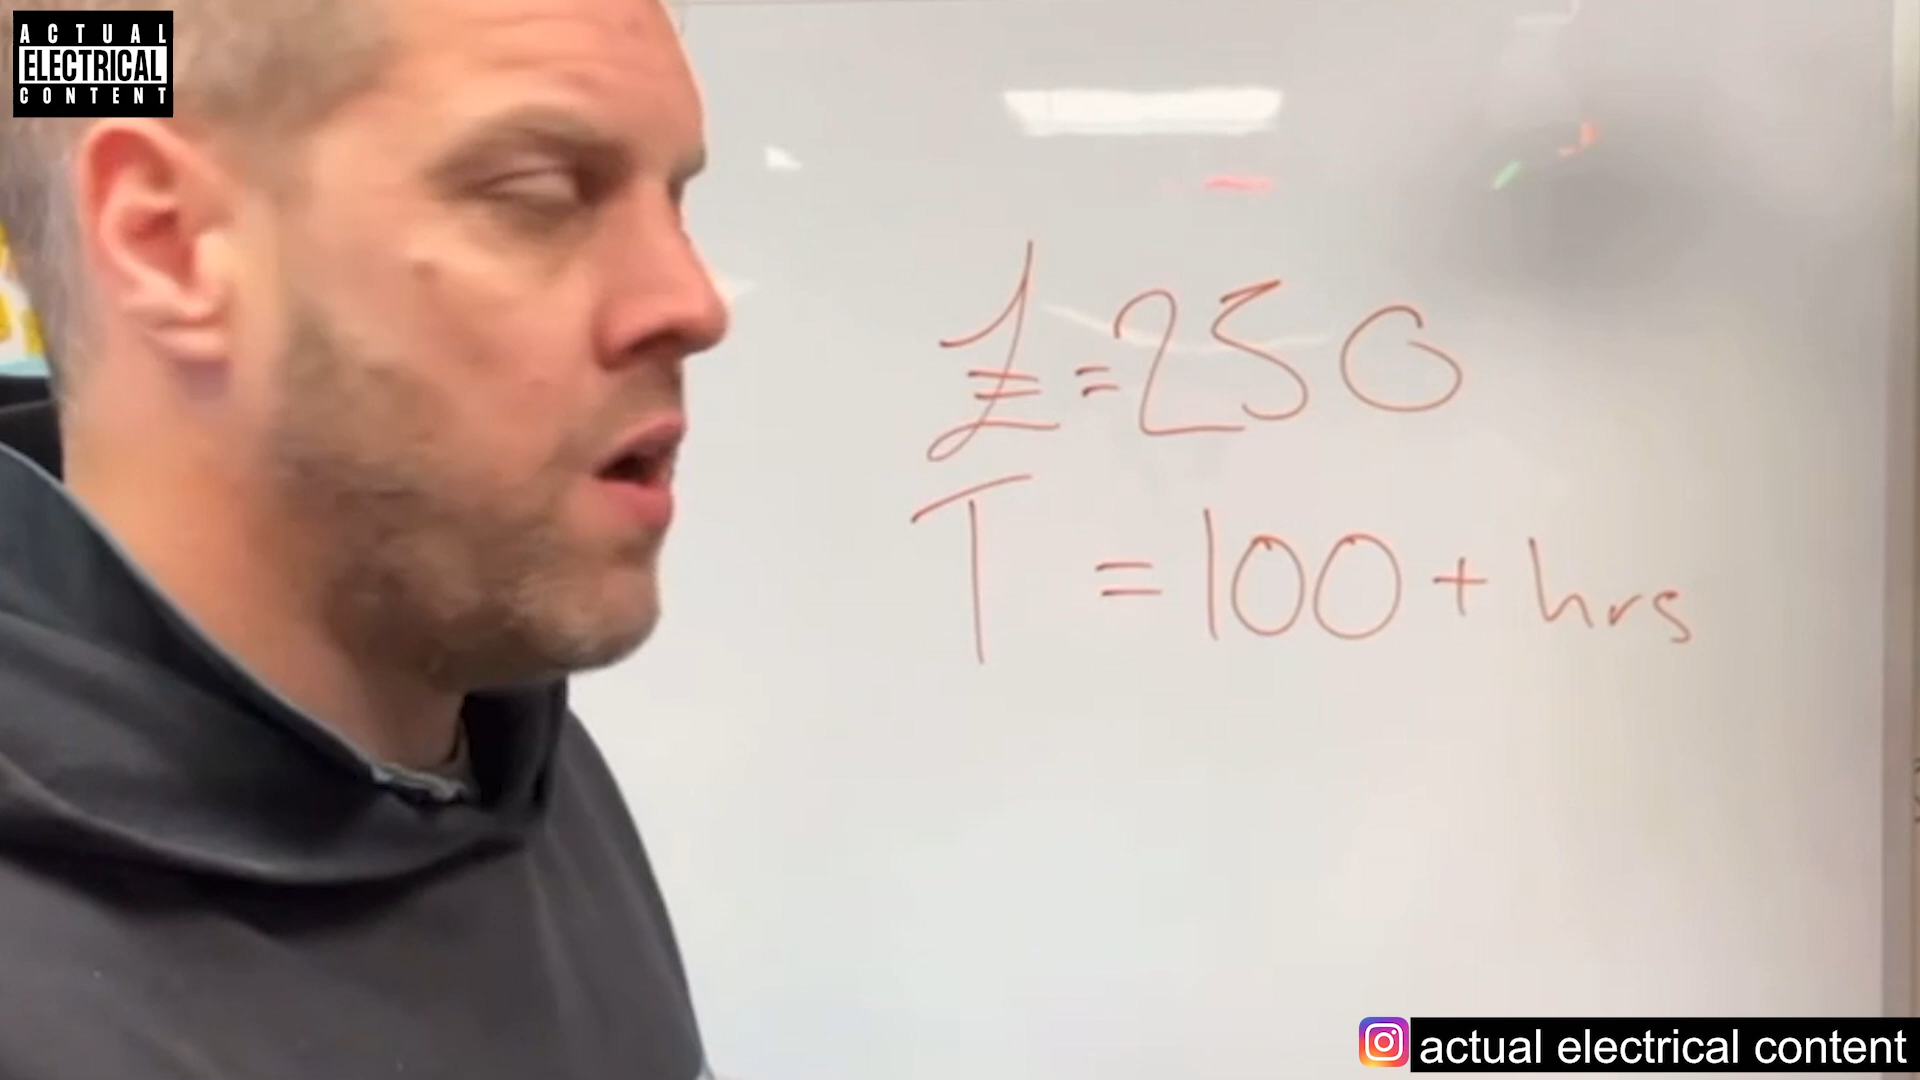 ACTUAL
ELECTRICAL
CONTENT
£=250
T = 100+ hrs
actual electrical content